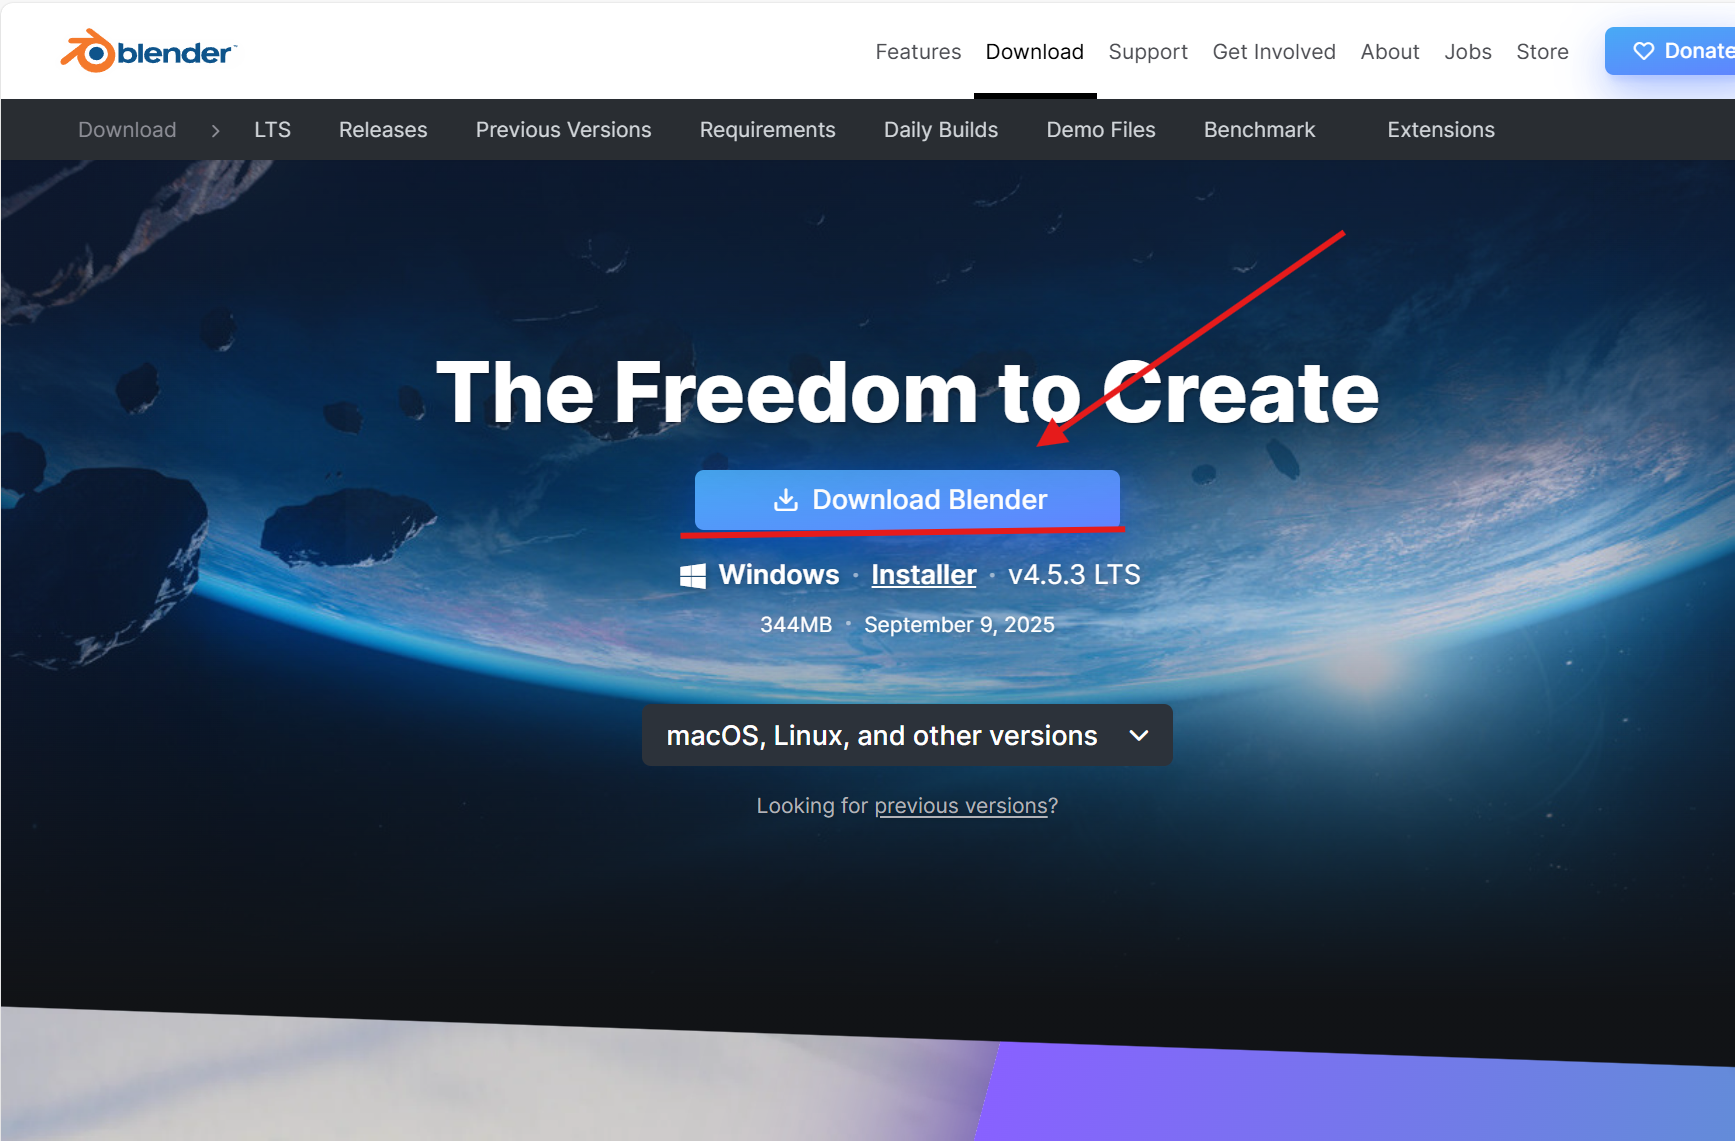 blender
Features Download Support Get Involved About Jobs Store Donate
Download > LTS Releases Previous Versions Requirements Daily Builds Demo Files Benchmark Extensions
The Freedom to Create
Download Blender
Windows · Installer · v4.5.3 LTS
344MB · September 9, 2025
macOS, Linux, and other versions
Looking for previous versions?